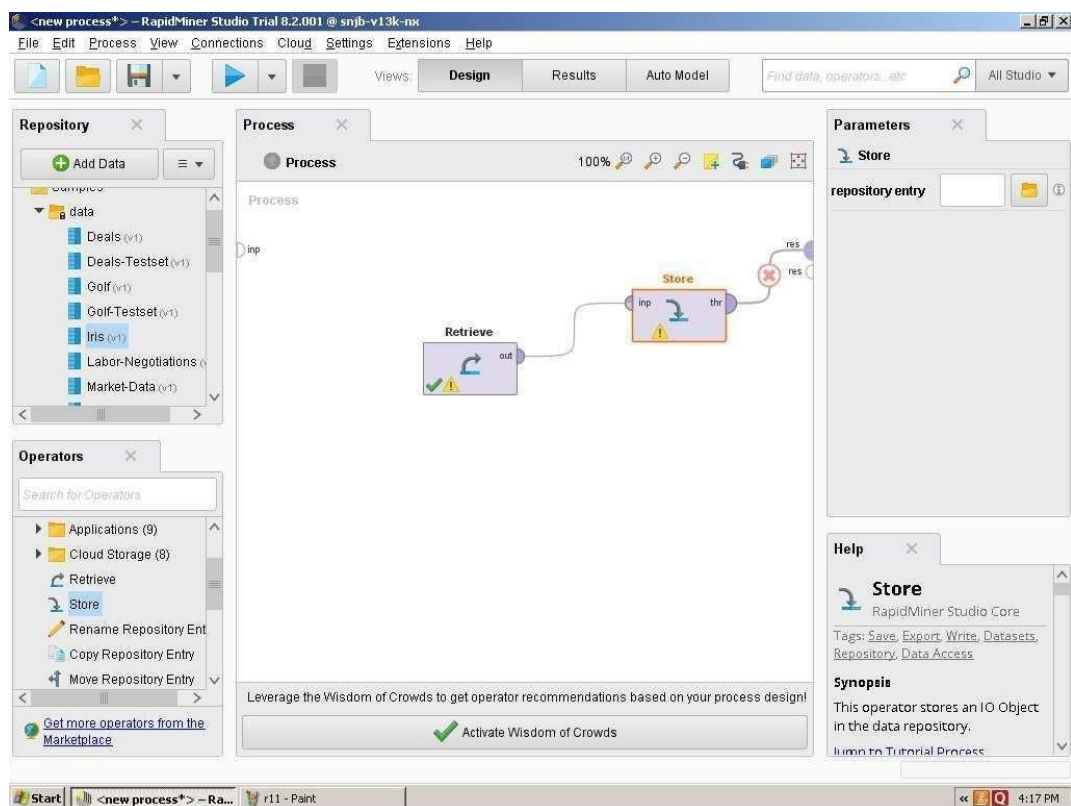 <new process*> – RapidMiner Studio Trial 8.2.001 @ snjb-v13k-nx
File Edit Process View Connections Cloud Settings Extensions Help
Views: Design Results Auto Model Find data, operators...etc All Studio
Repository
Add Data
Samples
data
Deals (v1)
Deals-Testset (v1)
Golf (v1)
Golf-Testset (v1)
Iris (v1)
Labor-Negotiations (
Market-Data (v1)
Operators
Search for Operators
Applications (9)
Cloud Storage (8)
Retrieve
Store
Rename Repository Ent
Copy Repository Entry
Move Repository Entry
Get more operators from the
Marketplace
Process
Process
100%
Process
inp
res
res
Store
inp thr
Retrieve
out
Leverage the Wisdom of Crowds to get operator recommendations based on your process design!
Activate Wisdom of Crowds
Parameters
Store
repository entry
Help
Store
RapidMiner Studio Core
Tags: Save, Export, Write, Datasets,
Repository, Data Access
Synopsis
This operator stores an IO Object
in the data repository.
Jump to Tutorial Process
Start <new process*> – Ra... r11 - Paint « 4:17 PM